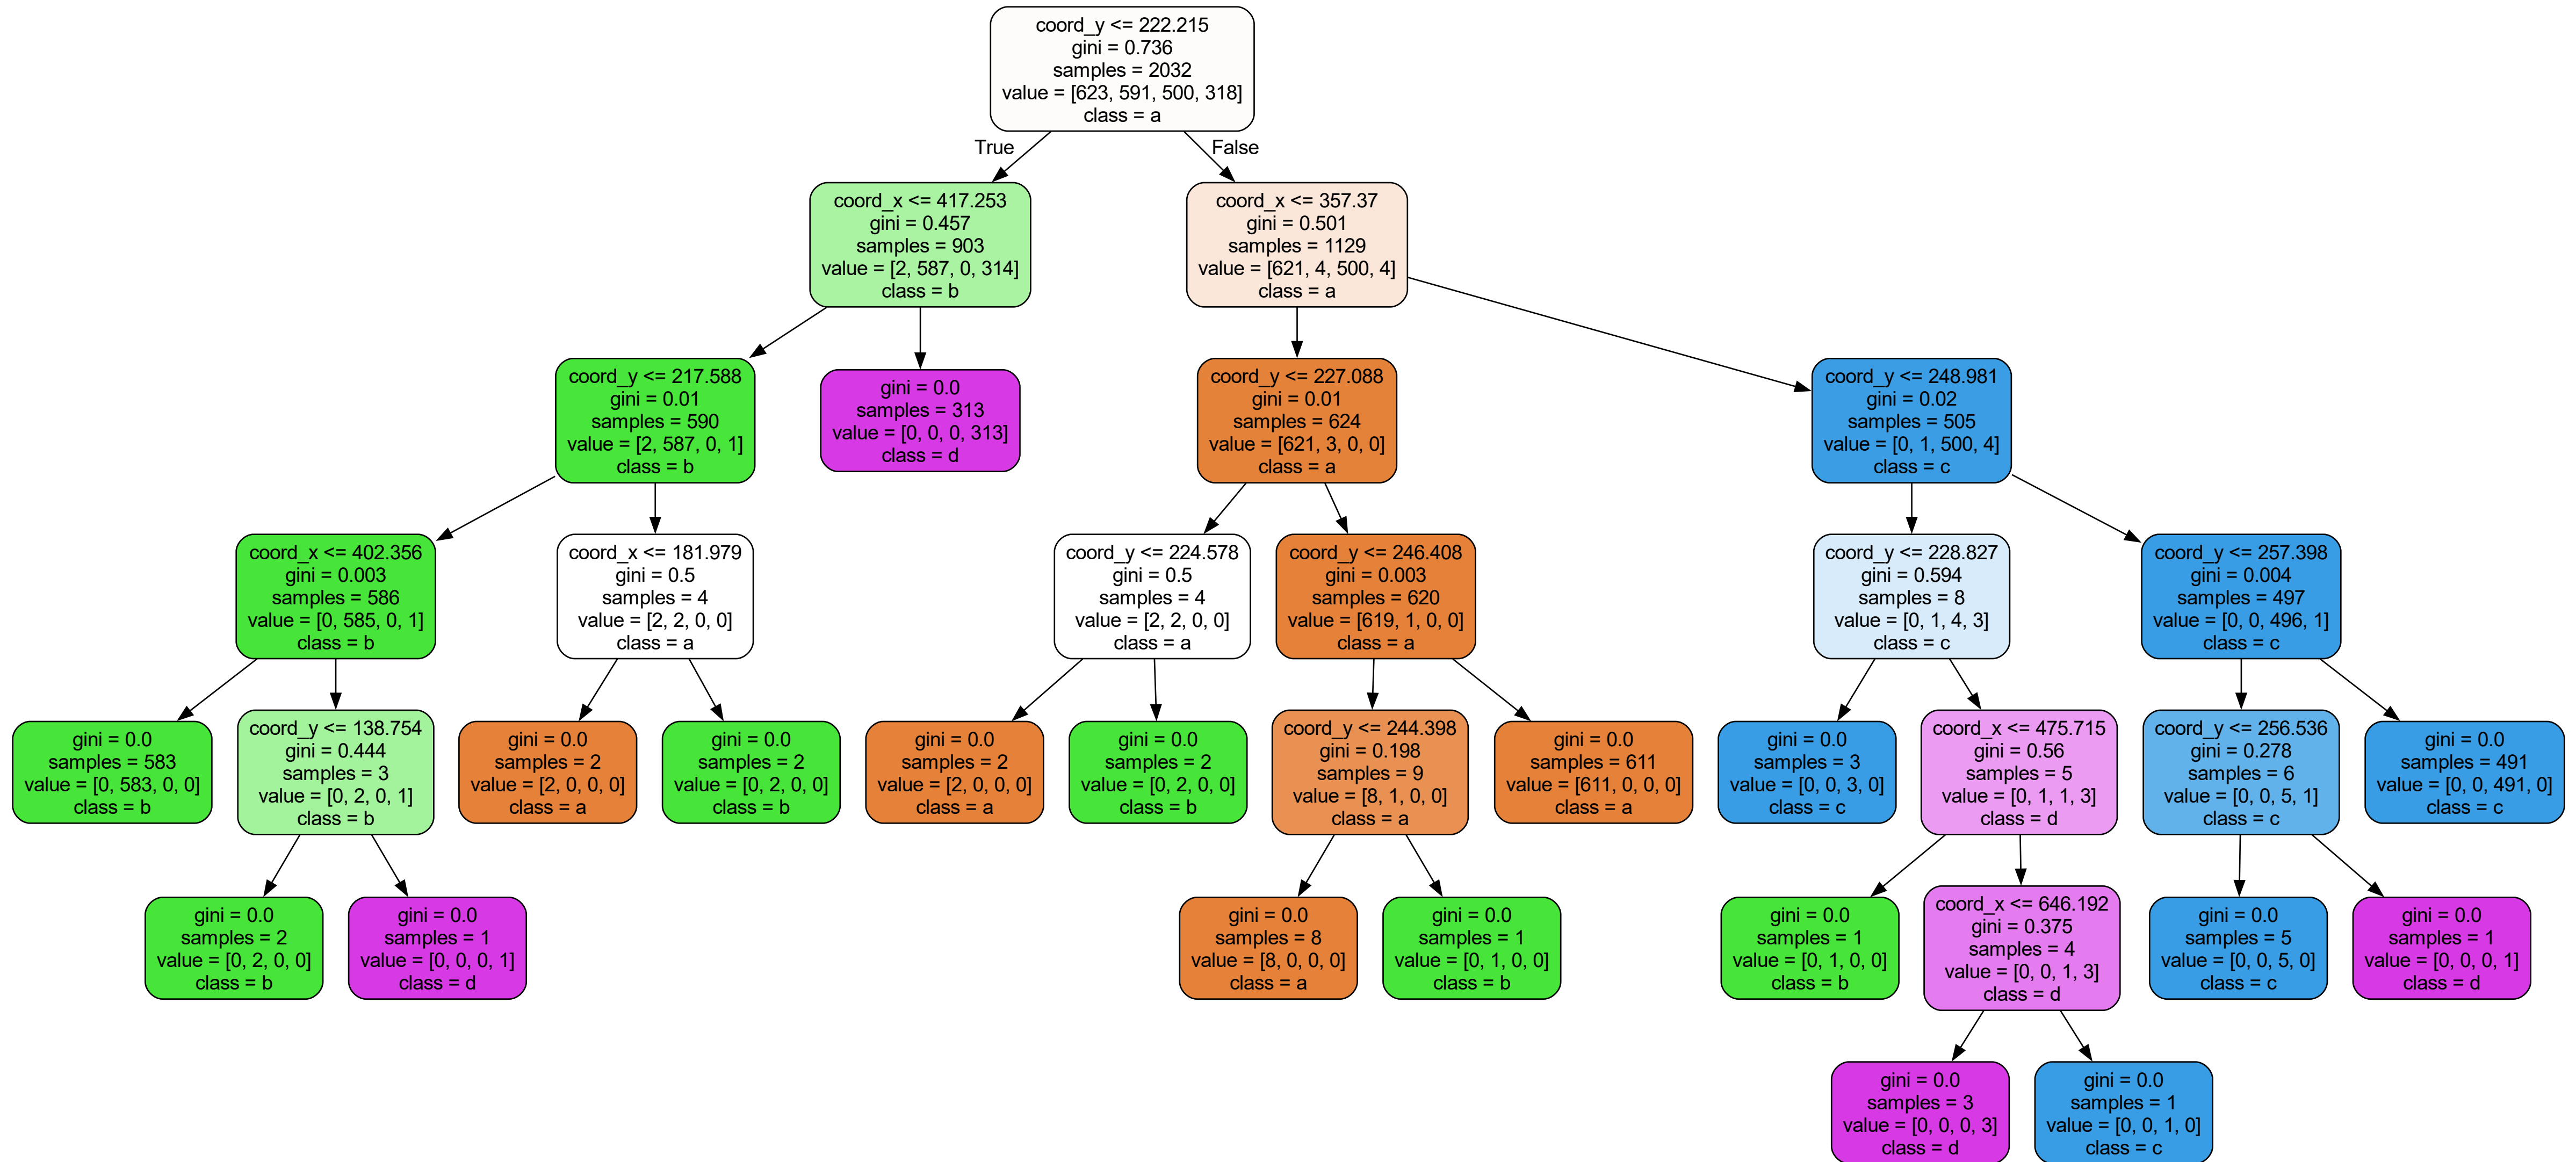 coord_y <= 222.215
gini = 0.736
samples = 2032
value = [623, 591, 500, 318]
class = a
True
False
coord_x <= 417.253
gini = 0.457
samples = 903
value = [2, 587, 0, 314]
class = b
coord_x <= 357.37
gini = 0.501
samples = 1129
value = [621, 4, 500, 4]
class = a
coord_y <= 217.588
gini = 0.01
samples = 590
value = [2, 587, 0, 1]
class = b
gini = 0.0
samples = 313
value = [0, 0, 0, 313]
class = d
coord_y <= 227.088
gini = 0.01
samples = 624
value = [621, 3, 0, 0]
class = a
coord_y <= 248.981
gini = 0.02
samples = 505
value = [0, 1, 500, 4]
class = c
coord_x <= 402.356
gini = 0.003
samples = 586
value = [0, 585, 0, 1]
class = b
coord_x <= 181.979
gini = 0.5
samples = 4
value = [2, 2, 0, 0]
class = a
coord_y <= 224.578
gini = 0.5
samples = 4
value = [2, 2, 0, 0]
class = a
coord_y <= 246.408
gini = 0.003
samples = 620
value = [619, 1, 0, 0]
class = a
coord_y <= 228.827
gini = 0.594
samples = 8
value = [0, 1, 4, 3]
class = c
coord_y <= 257.398
gini = 0.004
samples = 497
value = [0, 0, 496, 1]
class = c
gini = 0.0
samples = 583
value = [0, 583, 0, 0]
class = b
coord_y <= 138.754
gini = 0.444
samples = 3
value = [0, 2, 0, 1]
class = b
gini = 0.0
samples = 2
value = [2, 0, 0, 0]
class = a
gini = 0.0
samples = 2
value = [0, 2, 0, 0]
class = b
gini = 0.0
samples = 2
value = [2, 0, 0, 0]
class = a
gini = 0.0
samples = 2
value = [0, 2, 0, 0]
class = b
coord_y <= 244.398
gini = 0.198
samples = 9
value = [8, 1, 0, 0]
class = a
gini = 0.0
samples = 611
value = [611, 0, 0, 0]
class = a
gini = 0.0
samples = 3
value = [0, 0, 3, 0]
class = c
coord_x <= 475.715
gini = 0.56
samples = 5
value = [0, 1, 1, 3]
class = d
coord_y <= 256.536
gini = 0.278
samples = 6
value = [0, 0, 5, 1]
class = c
gini = 0.0
samples = 491
value = [0, 0, 491, 0]
class = c
gini = 0.0
samples = 2
value = [0, 2, 0, 0]
class = b
gini = 0.0
samples = 1
value = [0, 0, 0, 1]
class = d
gini = 0.0
samples = 8
value = [8, 0, 0, 0]
class = a
gini = 0.0
samples = 1
value = [0, 1, 0, 0]
class = b
gini = 0.0
samples = 1
value = [0, 1, 0, 0]
class = b
coord_x <= 646.192
gini = 0.375
samples = 4
value = [0, 0, 1, 3]
class = d
gini = 0.0
samples = 5
value = [0, 0, 5, 0]
class = c
gini = 0.0
samples = 1
value = [0, 0, 0, 1]
class = d
gini = 0.0
samples = 3
value = [0, 0, 0, 3]
class = d
gini = 0.0
samples = 1
value = [0, 0, 1, 0]
class = c